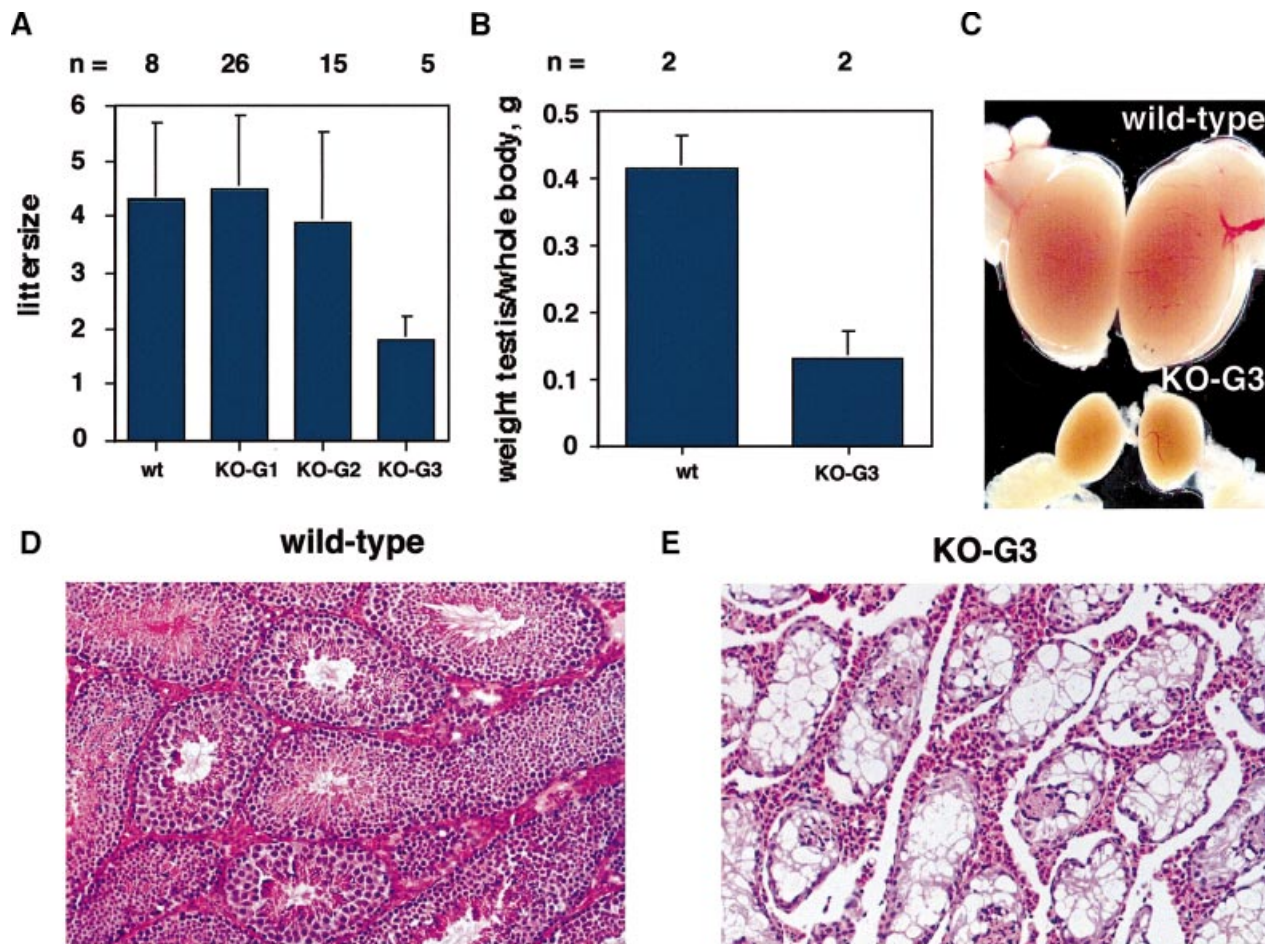 A
n = 8 26 15 5
littersize
6
5
4
3
2
1
0
wt KO-G1 KO-G2 KO-G3
B
n = 2 2
weight testis/whole body, g
0.5
0.4
0.3
0.2
0.1
0
wt KO-G3
C
wild-type
KO-G3
D wild-type
E KO-G3